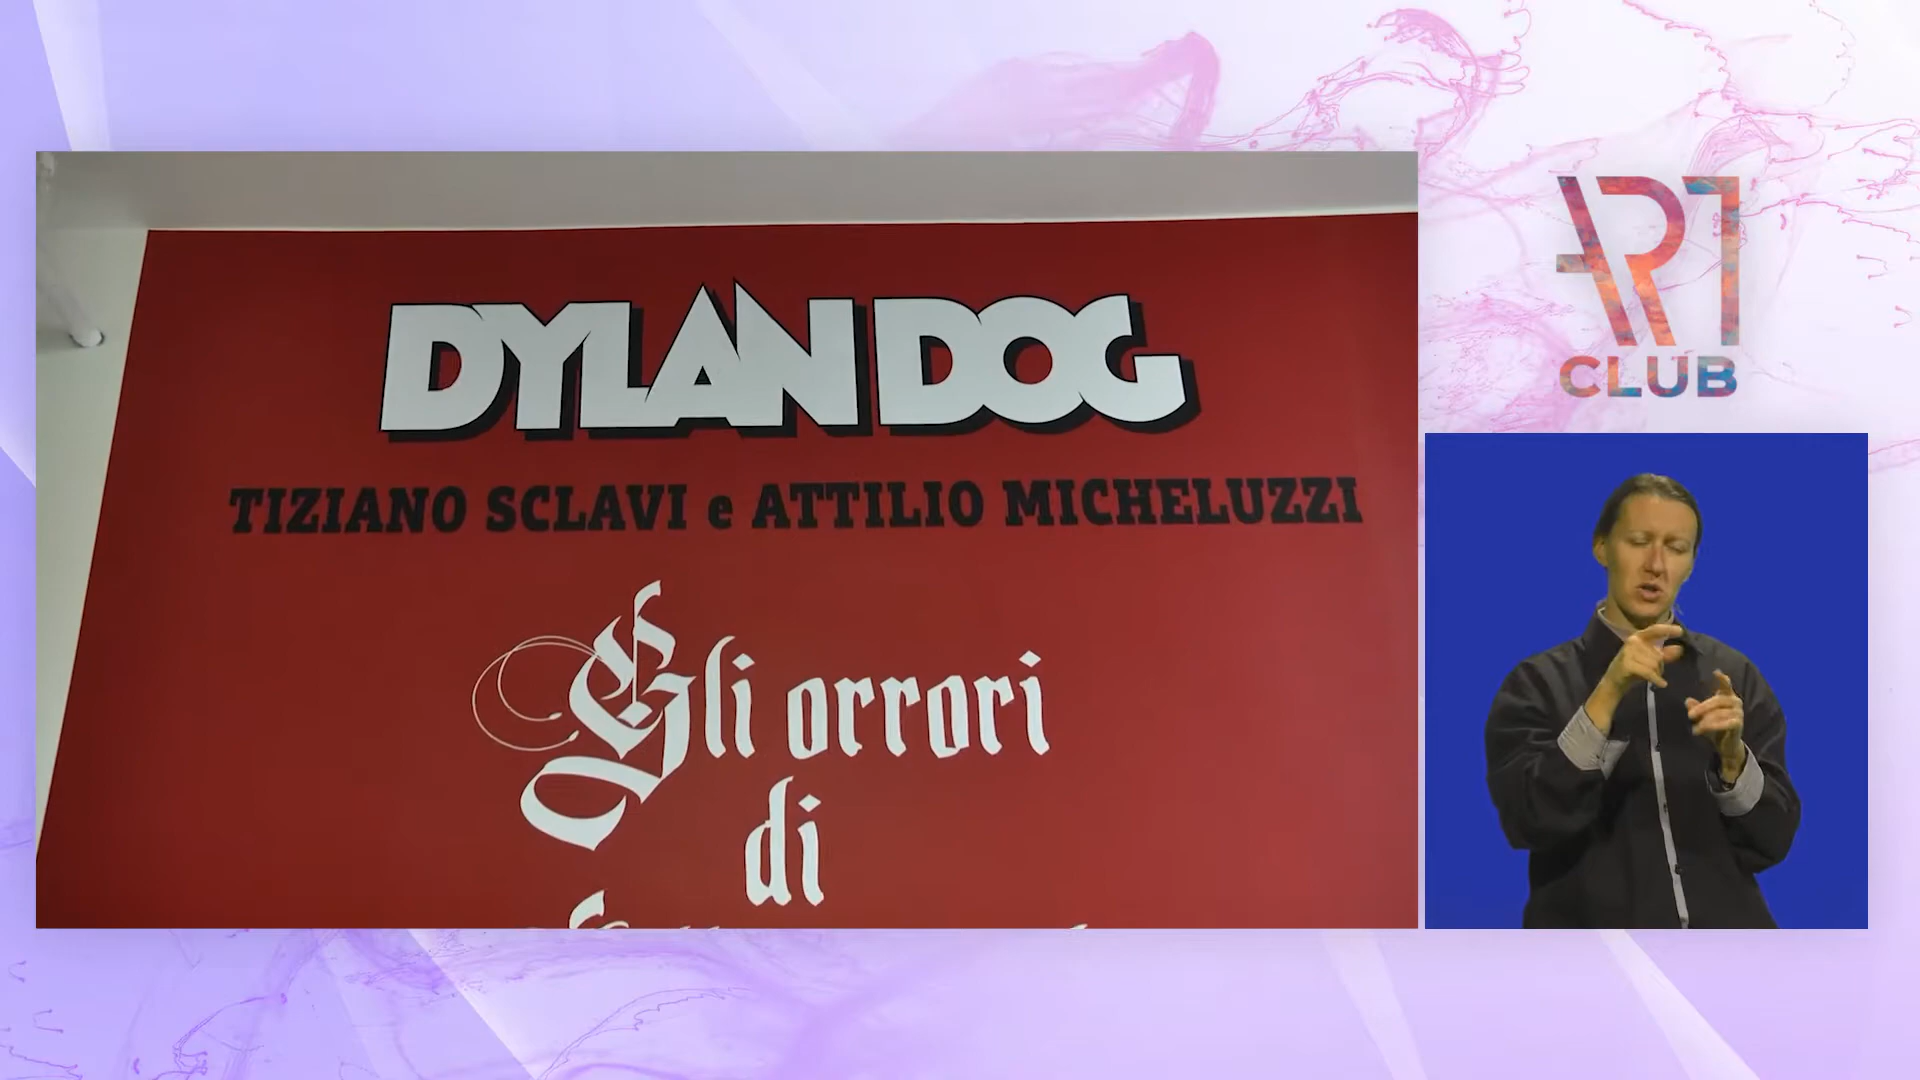 DYLAN DOG
TIZIANO SCLAVI e ATTILIO MICHELUZZI
Gli orrori
di
ART
CLUB